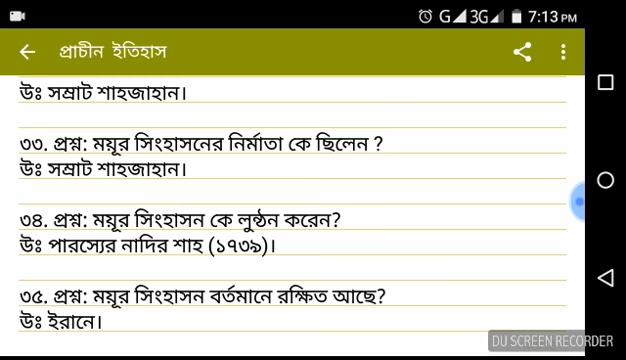 G 3G 7:13 PM
প্রাচীন ইতিহাস
উঃ সম্রাট শাহজাহান।
৩৩. প্রশ্ন: ময়ূর সিংহাসনের নির্মাতা কে ছিলেন ?
উঃ সম্রাট শাহজাহান।
৩৪. প্রশ্ন: ময়ূর সিংহাসন কে লুন্ঠন করেন?
উঃ পারস্যের নাদির শাহ (১৭৩৯)।
৩৫. প্রশ্ন: ময়ূর সিংহাসন বর্তমানে রক্ষিত আছে?
উঃ ইরানে।
DU SCREEN RECORDER